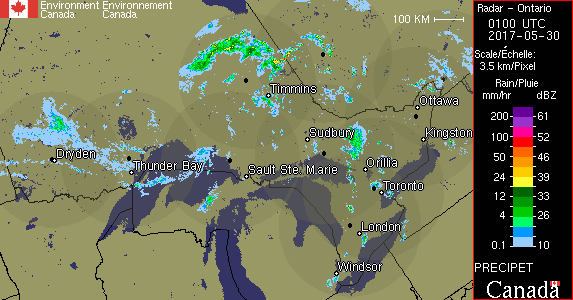 Environment Environnement
Canada Canada
100 KM
Timmins
Ottawa
Sudbury
Kingston
Dryden
Thunder Bay
Sault Ste. Marie
Orillia
Toronto
London
Windsor
Radar - Ontario
0100 UTC
2017-05-30
Scale/Échelle:
3.5 km/Pixel
Rain/Pluie
mm/hr dBZ
200 61
100 52
50 46
24 39
12 33
4 26
0.1 10
PRECIPET
Canada